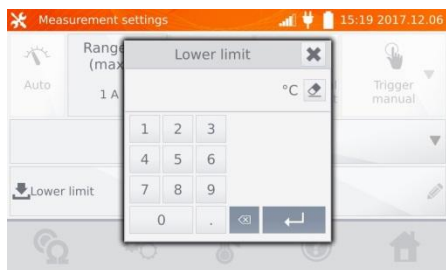 Measurement settings
15:19 2017.12.06
Lower limit
Range
(max
1 A
Auto
Trigger
manual
°C
1 2 3
4 5 6
7 8 9
0 .
Lower limit